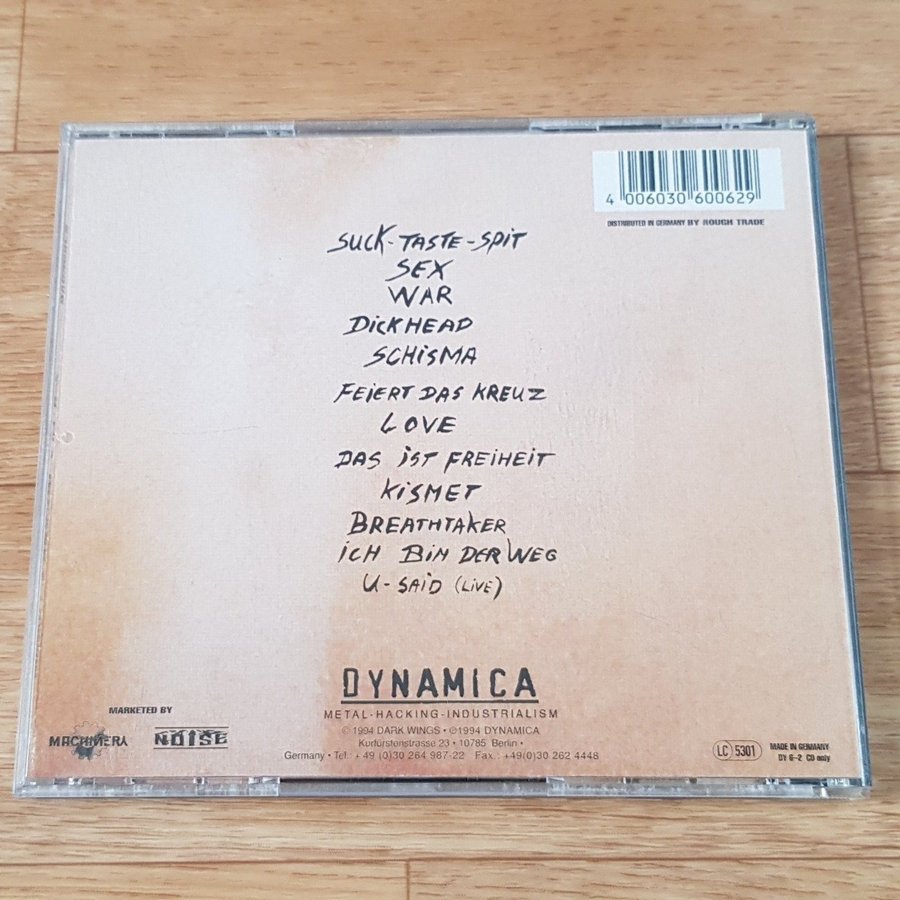 4 006030 600629
DISTRIBUTED IN GERMANY BY ROUGH TRADE
SUCK-TASTE-SPIT
SEX
WAR
DICKHEAD
SCHISMA
FEIERT DAS KREUZ
LOVE
DAS IST FREIHEIT
KISMET
BREATHTAKER
ICH BIN DER WEG
U-SAID (LIVE)
DYNAMICA
METAL-HACKING-INDUSTRIALISM
© 1994 DARK WINGS • ℗1994 DYNAMICA
Kurfürstenstrasse 23 • 10785 Berlin •
Germany • Tel.: + 49 (0)30 264 987-22 Fax.: +49(0)30 262 4448
MARKETED BY
MACHINERY NOISE
LC 5301
MADE IN GERMANY
DY 6-2 CD only